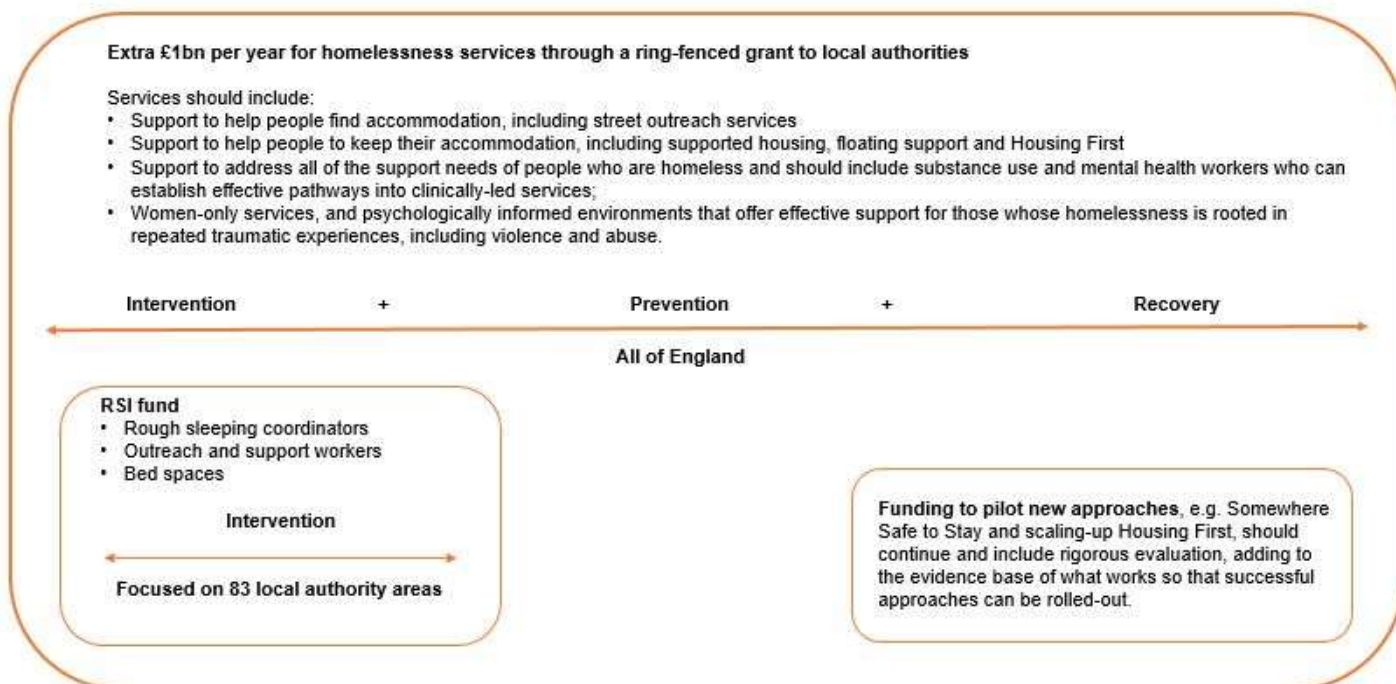 Extra £1bn per year for homelessness services through a ring-fenced grant to local authorities
Services should include:
• Support to help people find accommodation, including street outreach services
• Support to help people to keep their accommodation, including supported housing, floating support and Housing First
• Support to address all of the support needs of people who are homeless and should include substance use and mental health workers who can
establish effective pathways into clinically-led services;
• Women-only services, and psychologically informed environments that offer effective support for those whose homelessness is rooted in
repeated traumatic experiences, including violence and abuse.
Intervention + Prevention + Recovery
All of England
RSI fund
• Rough sleeping coordinators
• Outreach and support workers
• Bed spaces
Intervention
Focused on 83 local authority areas
Funding to pilot new approaches, e.g. Somewhere
Safe to Stay and scaling-up Housing First, should
continue and include rigorous evaluation, adding to
the evidence base of what works so that successful
approaches can be rolled-out.